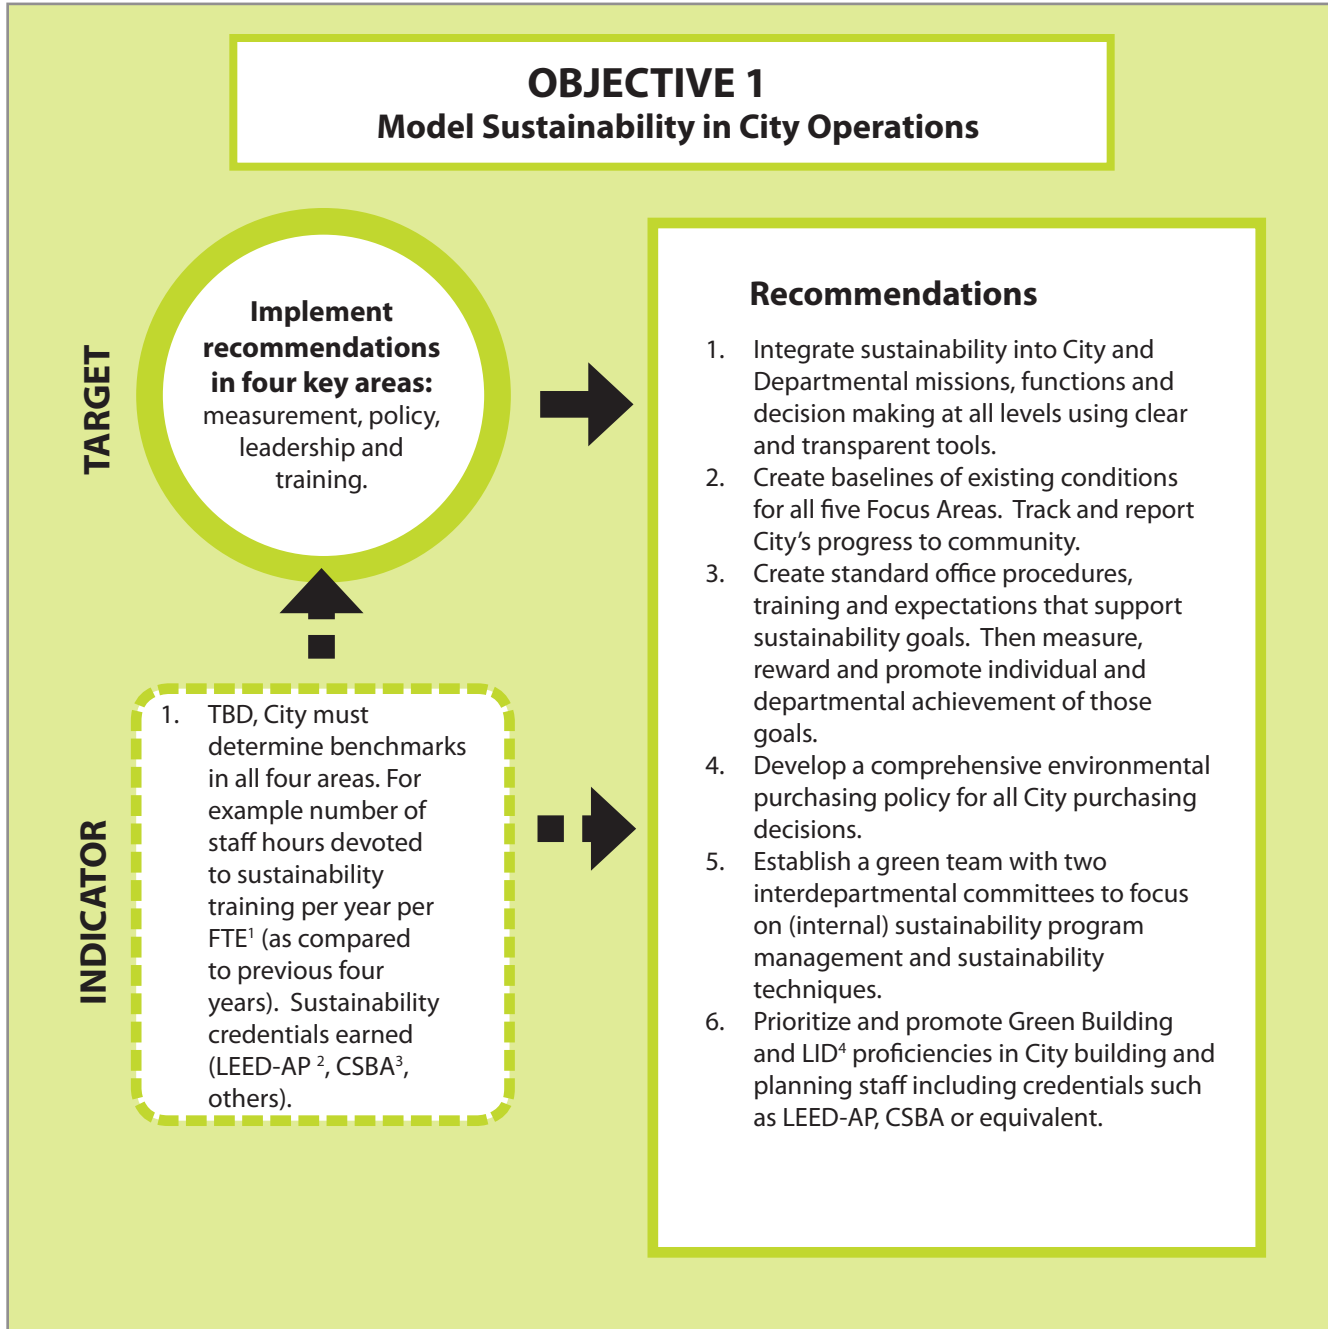 OBJECTIVE 1
Model Sustainability in City Operations
TARGET
Implement
recommendations
in four key areas:
measurement, policy,
leadership and
training.
INDICATOR
1. TBD, City must
determine benchmarks
in all four areas. For
example number of
staff hours devoted
to sustainability
training per year per
FTE¹ (as compared
to previous four
years).  Sustainability
credentials earned
(LEED-AP ², CSBA³,
others).
Recommendations
1. Integrate sustainability into City and
Departmental missions, functions and
decision making at all levels using clear
and transparent tools.
2. Create baselines of existing conditions
for all five Focus Areas.  Track and report
City’s progress to community.
3. Create standard office procedures,
training and expectations that support
sustainability goals.  Then measure,
reward and promote individual and
departmental achievement of those
goals.
4. Develop a comprehensive environmental
purchasing policy for all City purchasing
decisions.
5. Establish a green team with two
interdepartmental committees to focus
on (internal) sustainability program
management and sustainability
techniques.
6. Prioritize and promote Green Building
and LID⁴ proficiencies in City building and
planning staff including credentials such
as LEED-AP, CSBA or equivalent.